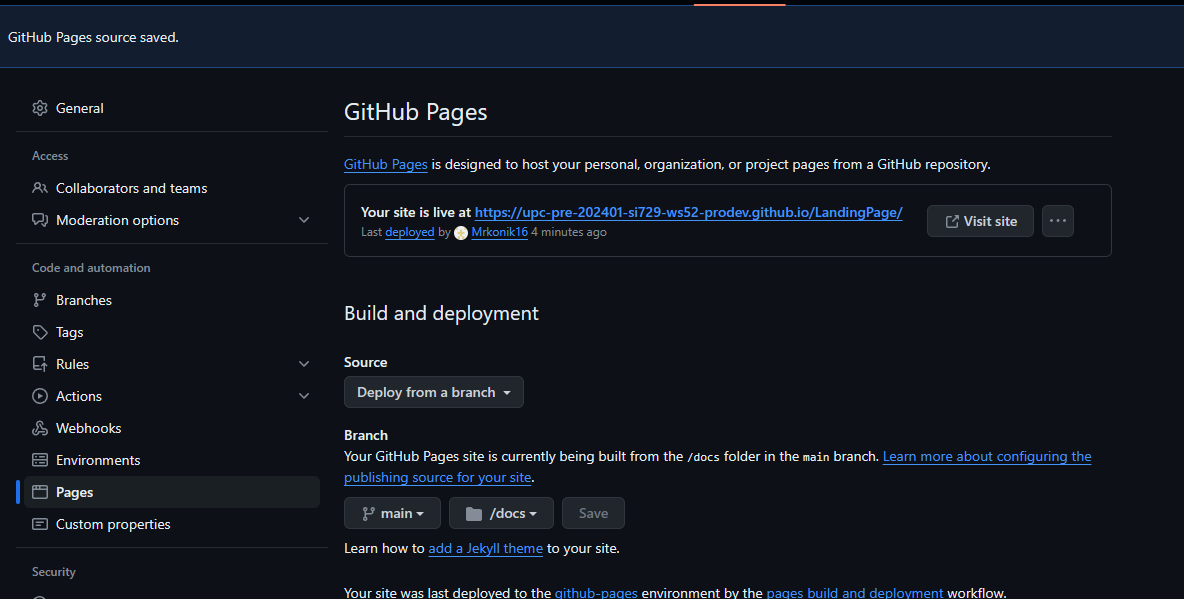 GitHub Pages source saved.
General
Access
Collaborators and teams
Moderation options
Code and automation
Branches
Tags
Rules
Actions
Webhooks
Environments
Pages
Custom properties
Security
GitHub Pages
GitHub Pages is designed to host your personal, organization, or project pages from a GitHub repository.
Your site is live at https://upc-pre-202401-si729-ws52-prodev.github.io/LandingPage/
Last deployed by Mrkonik16 4 minutes ago
Visit site
Build and deployment
Source
Deploy from a branch
Branch
Your GitHub Pages site is currently being built from the /docs folder in the main branch. Learn more about configuring the
publishing source for your site.
main /docs Save
Learn how to add a Jekyll theme to your site.
Your site was last deployed to the github-pages environment by the pages build and deployment workflow.